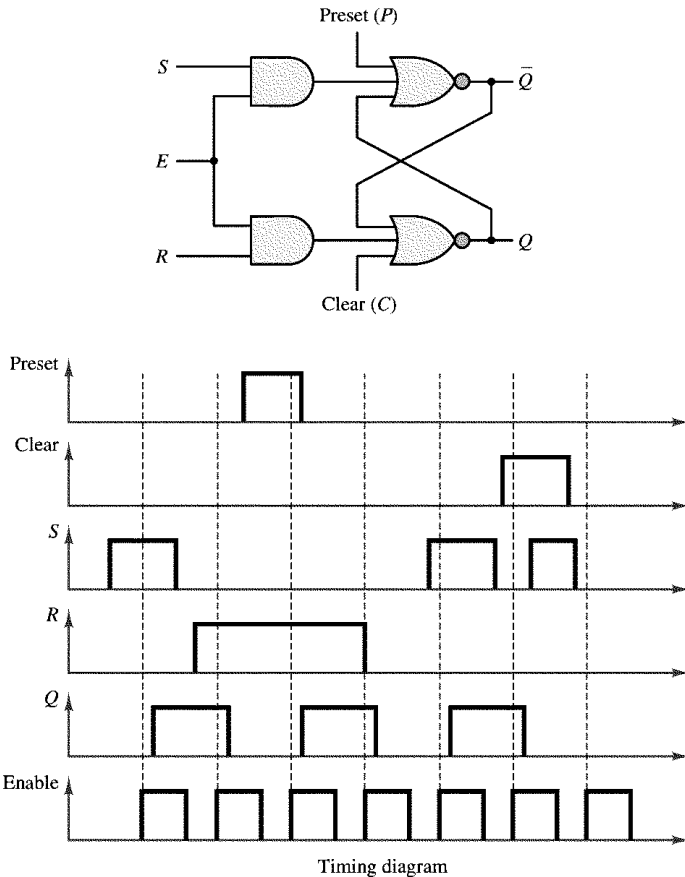 Preset (P)
S
Q̅
E
R
Q
Clear (C)
Preset
Clear
S
R
Q
Enable
Timing diagram